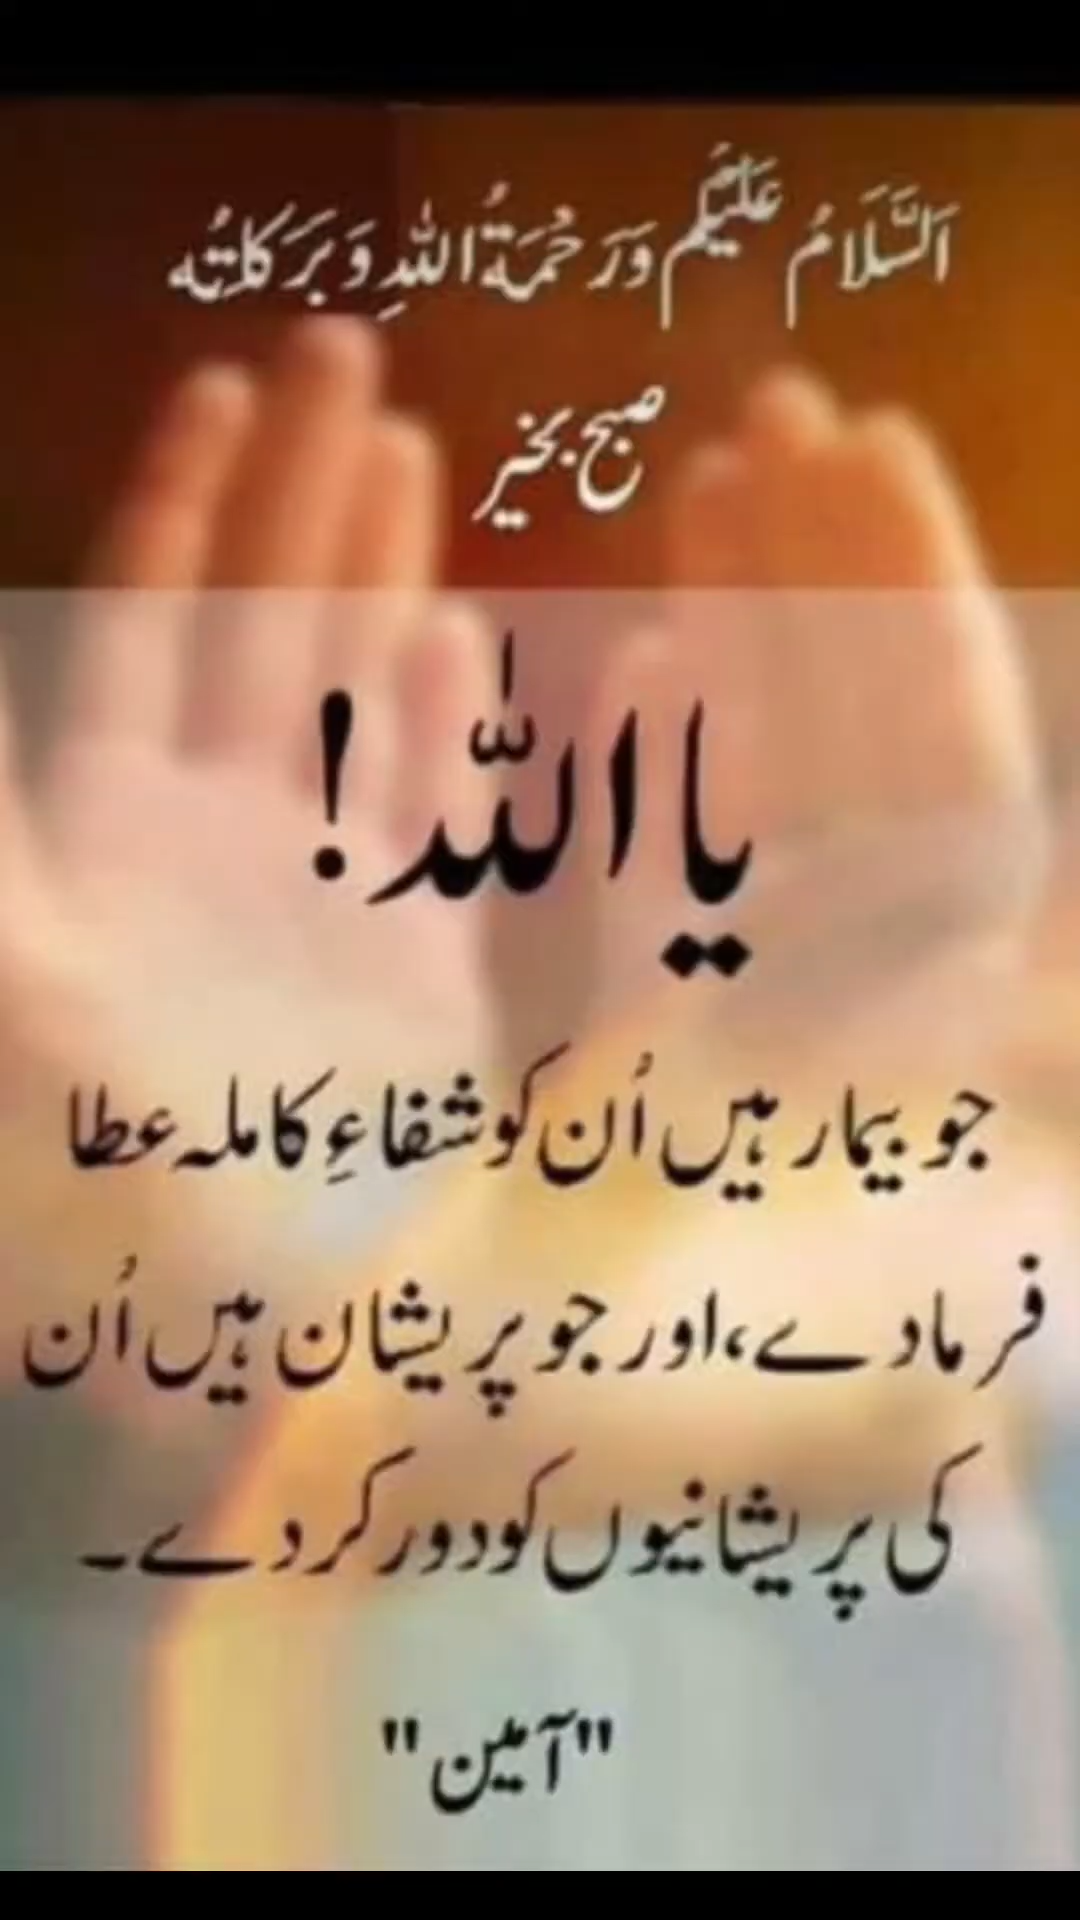 اَلسَّلَامُ عَلَیْکُم وَرَحْمَۃُ اللہِ وَبَرَکَاتُہ
صبح بخیر
یا اللہ !
جو بیمار ہیں اُن کو شفاءِ کاملہ عطا
فرما دے، اور جو پریشان ہیں اُن
کی پریشانیوں کو دور کر دے۔
"آمین"